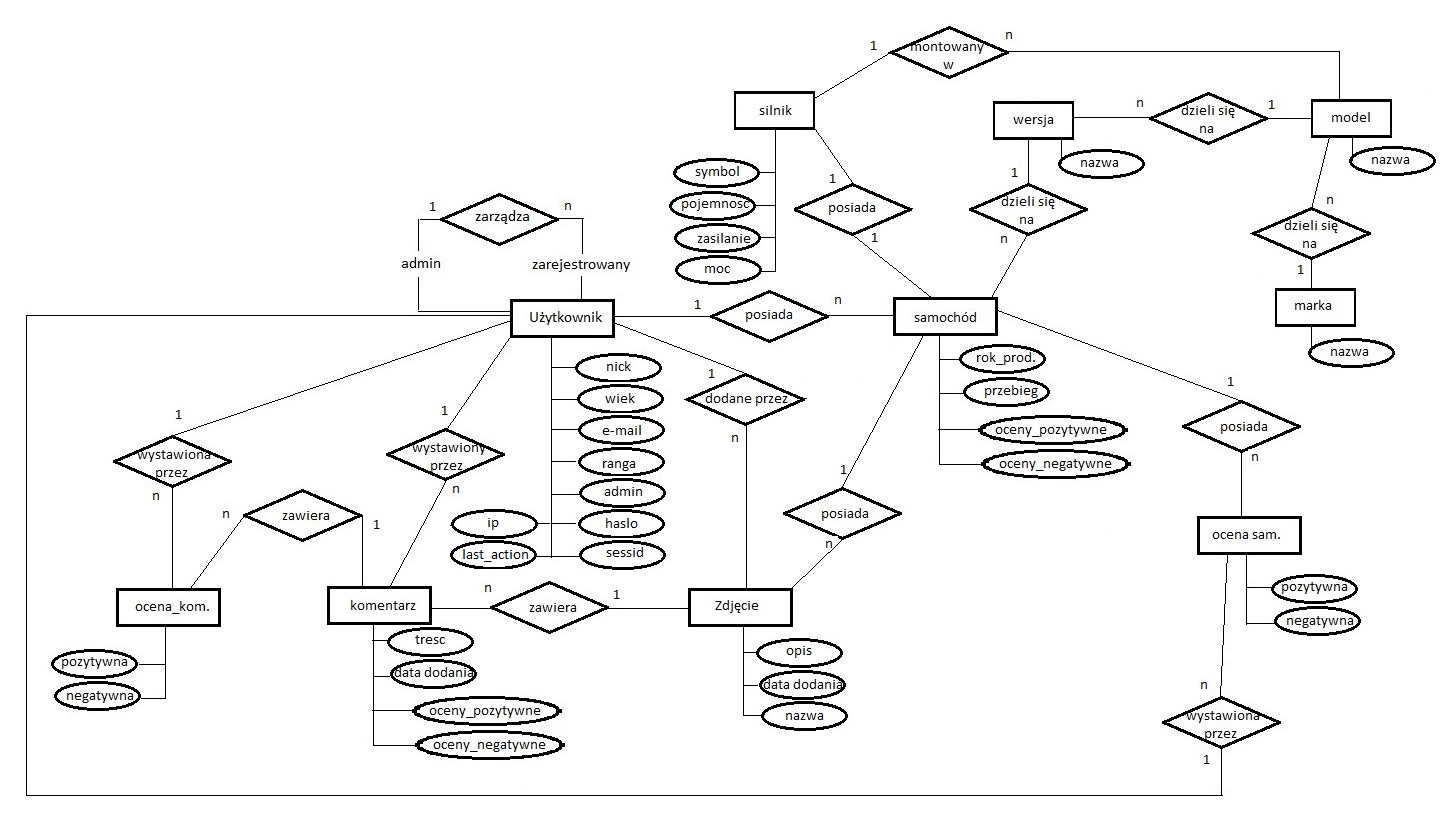 1
montowany
w
n
silnik
wersja
n
dzieli się
na
1
model
nazwa
nazwa
symbol
pojemnosc
zasilanie
moc
1
posiada
1
1
dzieli się
na
n
n
dzieli się
na
1
marka
nazwa
1
zarządza
n
admin
zarejestrowany
Użytkownik
1
posiada
n
samochód
rok_prod.
przebieg
oceny_pozytywne
oceny_negatywne
nick
wiek
e-mail
ranga
admin
haslo
sessid
ip
last_action
1
dodane przez
n
1
posiada
n
1
wystawiona
przez
n
1
wystawiony
przez
n
n
zawiera
1
1
posiada
n
ocena sam.
pozytywna
negatywna
ocena_kom.
pozytywna
negatywna
komentarz
n
zawiera
1
Zdjęcie
tresc
data dodania
oceny_pozytywne
oceny_negatywne
opis
data dodania
nazwa
n
wystawiona
przez
1